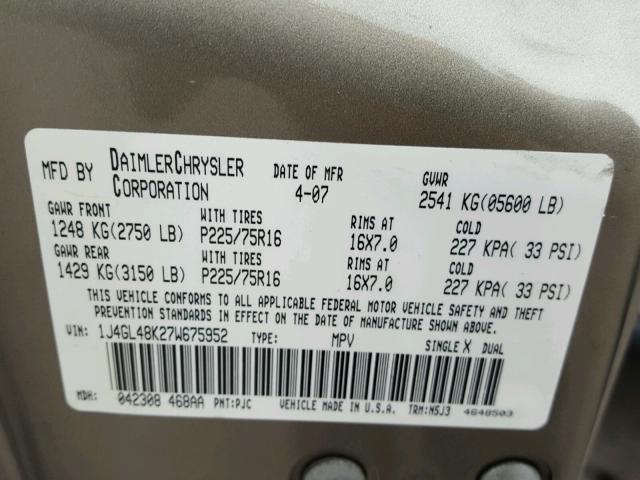 MFD BY DAIMLERCHRYSLER CORPORATION DATE OF MFR 4-07 GVWR 2541 KG(05600 LB)
GAWR FRONT WITH TIRES RIMS AT COLD
1248 KG(2750 LB) P225/75R16 16X7.0 227 KPA( 33 PSI)
GAWR REAR WITH TIRES RIMS AT COLD
1429 KG(3150 LB) P225/75R16 16X7.0 227 KPA( 33 PSI)
THIS VEHICLE CONFORMS TO ALL APPLICABLE FEDERAL MOTOR VEHICLE SAFETY AND THEFT
PREVENTION STANDARDS IN EFFECT ON THE DATE OF MANUFACTURE SHOWN ABOVE.
VIN: 1J4GL48K27W675952 TYPE: MPV SINGLE X DUAL
MDH: 042308 468AA PNT:PJC VEHICLE MADE IN U.S.A. TRM:N5J3 4648503